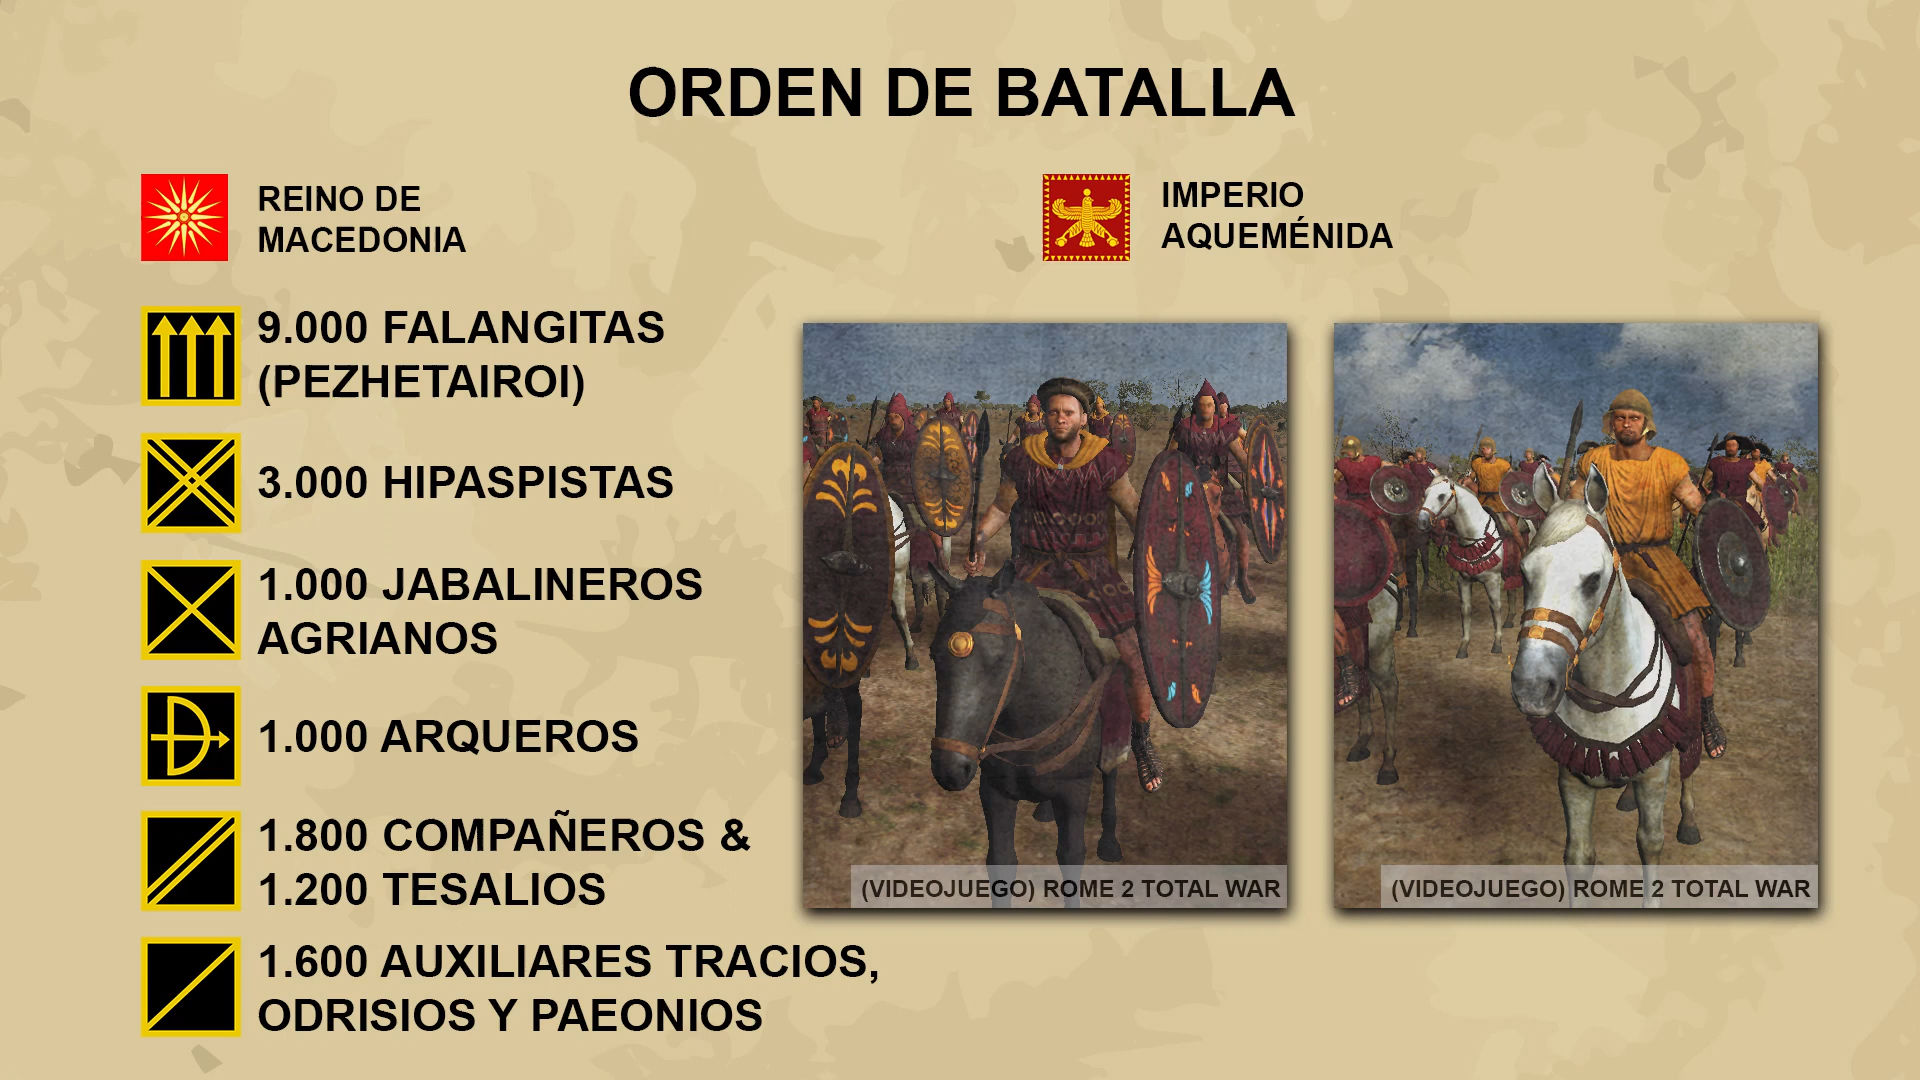 ORDEN DE BATALLA
REINO DE
MACEDONIA
IMPERIO
AQUEMÉNIDA
9.000 FALANGITAS
(PEZHETAIROI)
3.000 HIPASPISTAS
1.000 JABALINEROS
AGRIANOS
1.000 ARQUEROS
1.800 COMPAÑEROS &
1.200 TESALIOS
1.600 AUXILIARES TRACIOS,
ODRISIOS Y PAEONIOS
(VIDEOJUEGO) ROME 2 TOTAL WAR
(VIDEOJUEGO) ROME 2 TOTAL WAR